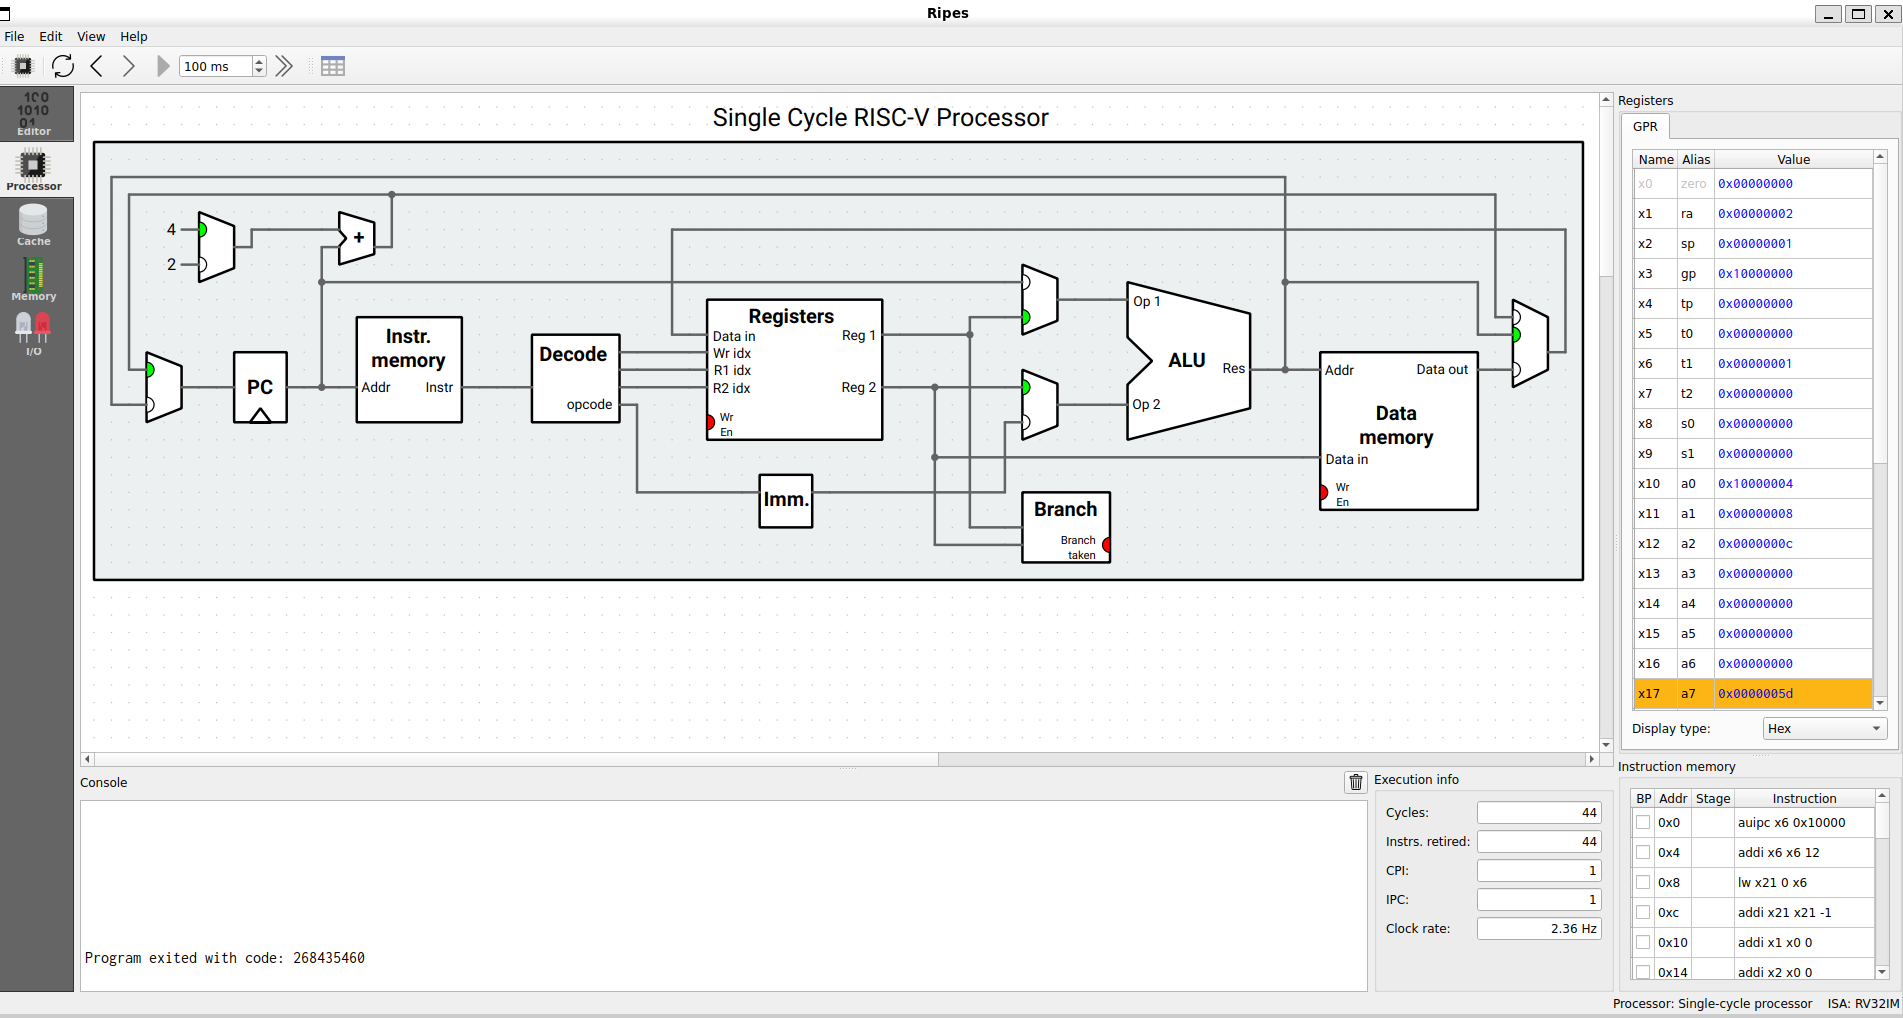 Ripes
File Edit View Help
100 ms
100
1010
01
Editor
Processor
Cache
Memory
I/O
Single Cycle RISC-V Processor
4
2
+
PC
Instr.
memory
Addr Instr
Decode
opcode
Registers
Data in Reg 1
Wr idx
R1 idx
R2 idx Reg 2
Wr
En
Imm.
Op 1
ALU
Res
Op 2
Branch
Branch
taken
Addr Data out
Data
memory
Data in
Wr
En
Registers
GPR
Name Alias Value
x0 zero 0x00000000
x1 ra 0x00000002
x2 sp 0x00000001
x3 gp 0x10000000
x4 tp 0x00000000
x5 t0 0x00000000
x6 t1 0x00000001
x7 t2 0x00000000
x8 s0 0x00000000
x9 s1 0x00000000
x10 a0 0x10000004
x11 a1 0x00000008
x12 a2 0x0000000c
x13 a3 0x00000000
x14 a4 0x00000000
x15 a5 0x00000000
x16 a6 0x00000000
x17 a7 0x0000005d
Display type: Hex
Console
Program exited with code: 268435460
Execution info
Cycles: 44
Instrs. retired: 44
CPI: 1
IPC: 1
Clock rate: 2.36 Hz
Instruction memory
BP Addr Stage Instruction
0x0 auipc x6 0x10000
0x4 addi x6 x6 12
0x8 lw x21 0 x6
0xc addi x21 x21 -1
0x10 addi x1 x0 0
0x14 addi x2 x0 0
Processor: Single-cycle processor ISA: RV32IM